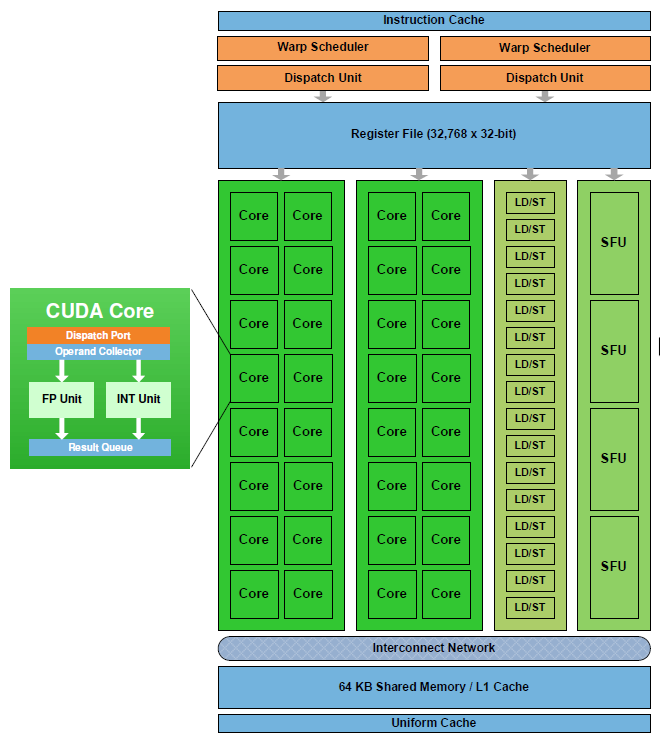 Instruction Cache
Warp Scheduler Warp Scheduler
Dispatch Unit Dispatch Unit
Register File (32,768 x 32-bit)
Core Core Core Core LD/ST SFU
LD/ST
Core Core Core Core LD/ST
LD/ST
Core Core Core Core LD/ST SFU
LD/ST
Core Core Core Core LD/ST
LD/ST
Core Core Core Core LD/ST SFU
LD/ST
Core Core Core Core LD/ST
LD/ST
Core Core Core Core LD/ST SFU
LD/ST
Core Core Core Core LD/ST
LD/ST
CUDA Core
Dispatch Port
Operand Collector
FP Unit INT Unit
Result Queue
Interconnect Network
64 KB Shared Memory / L1 Cache
Uniform Cache